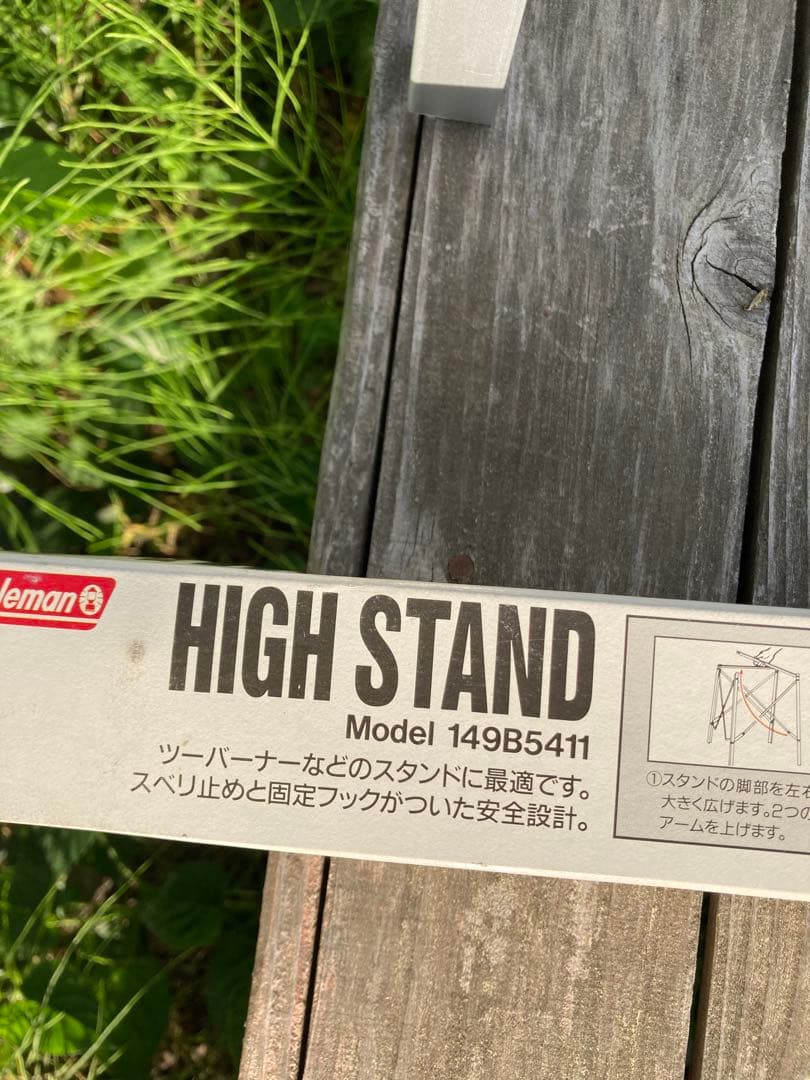 leman
HIGH STAND
Model 149B5411
ツーバーナーなどのスタンドに最適です。
スベリ止めと固定フックがついた安全設計。
①スタンドの脚部を左右
大きく広げます。2つの
アームを上げます。